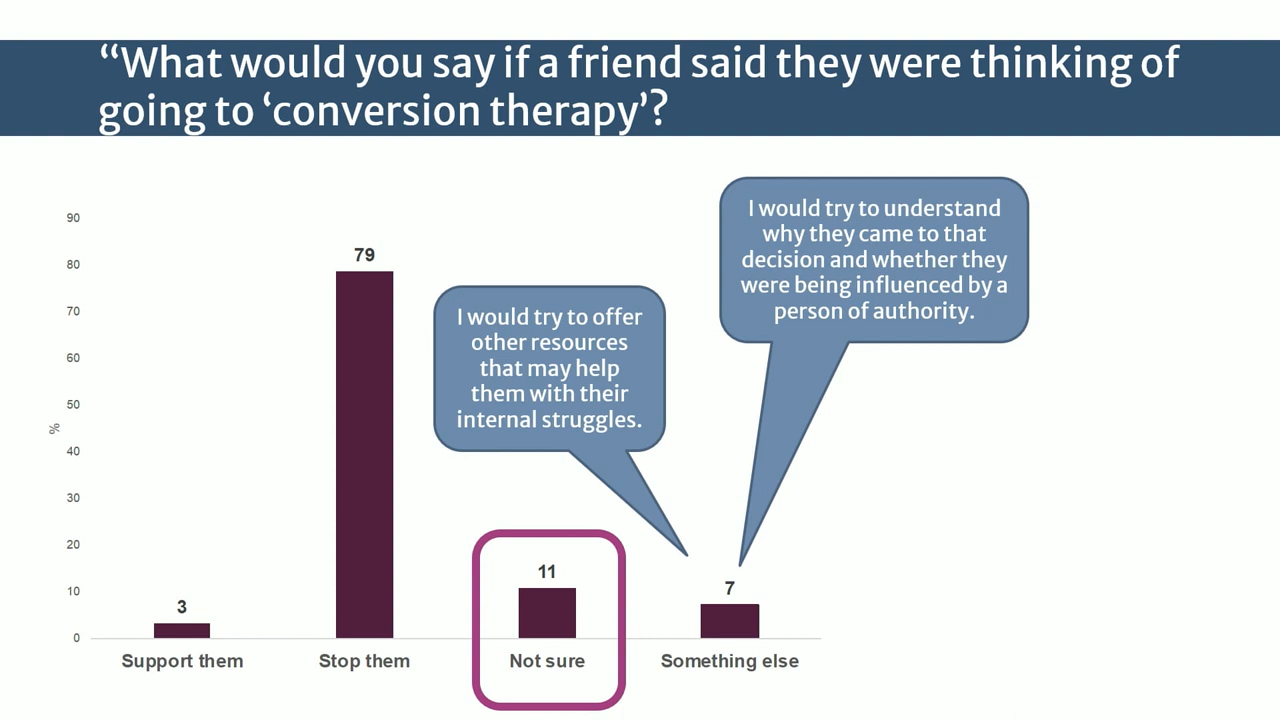 “What would you say if a friend said they were thinking of
going to ‘conversion therapy’?
90
80
70
60
50
40
30
20
10
0
%
3
79
11
7
Support them
Stop them
Not sure
Something else
I would try to offer
other resources
that may help
them with their
internal struggles.
I would try to understand
why they came to that
decision and whether they
were being influenced by a
person of authority.